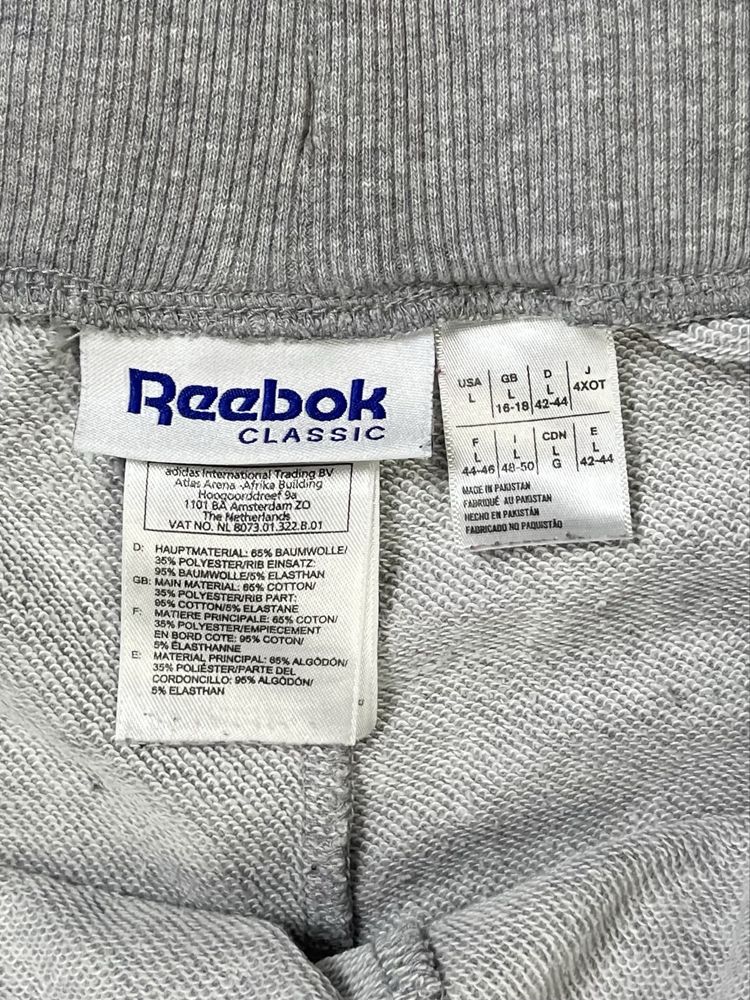 Reebok
CLASSIC
adidas International Trading BV
Atlas Arena -Afrika Building
Hoogoorddreef 9a
1101 BA Amsterdam ZO
The Netherlands
VAT NO. NL 8073.01.322.B.01
D: HAUPTMATERIAL: 65% BAUMWOLLE/
35% POLYESTER/RIB EINSATZ:
95% BAUMWOLLE/5% ELASTHAN
GB: MAIN MATERIAL: 65% COTTON/
35% POLYESTER/RIB PART:
95% COTTON/5% ELASTANE
F: MATIERE PRINCIPALE: 65% COTON/
35% POLYESTER/EMPIECEMENT
EN BORD COTE: 95% COTON/
5% ÉLASTHANNE
E: MATERIAL PRINCIPAL: 65% ALGÓDÓN/
35% POLIÉSTER/PARTE DEL
CORDONCILLO: 95% ALGODÓN/
5% ELASTHAN
USA GB D J
L L L 4XOT
16-18 42-44
F I CDN E
L L L L
44-46 48-50 G 42-44
MADE IN PAKISTAN
FABRIQUÉ AU PAKISTAN
HECHO EN PAKISTÁN
FABRICADO NO PAQUISTÃO